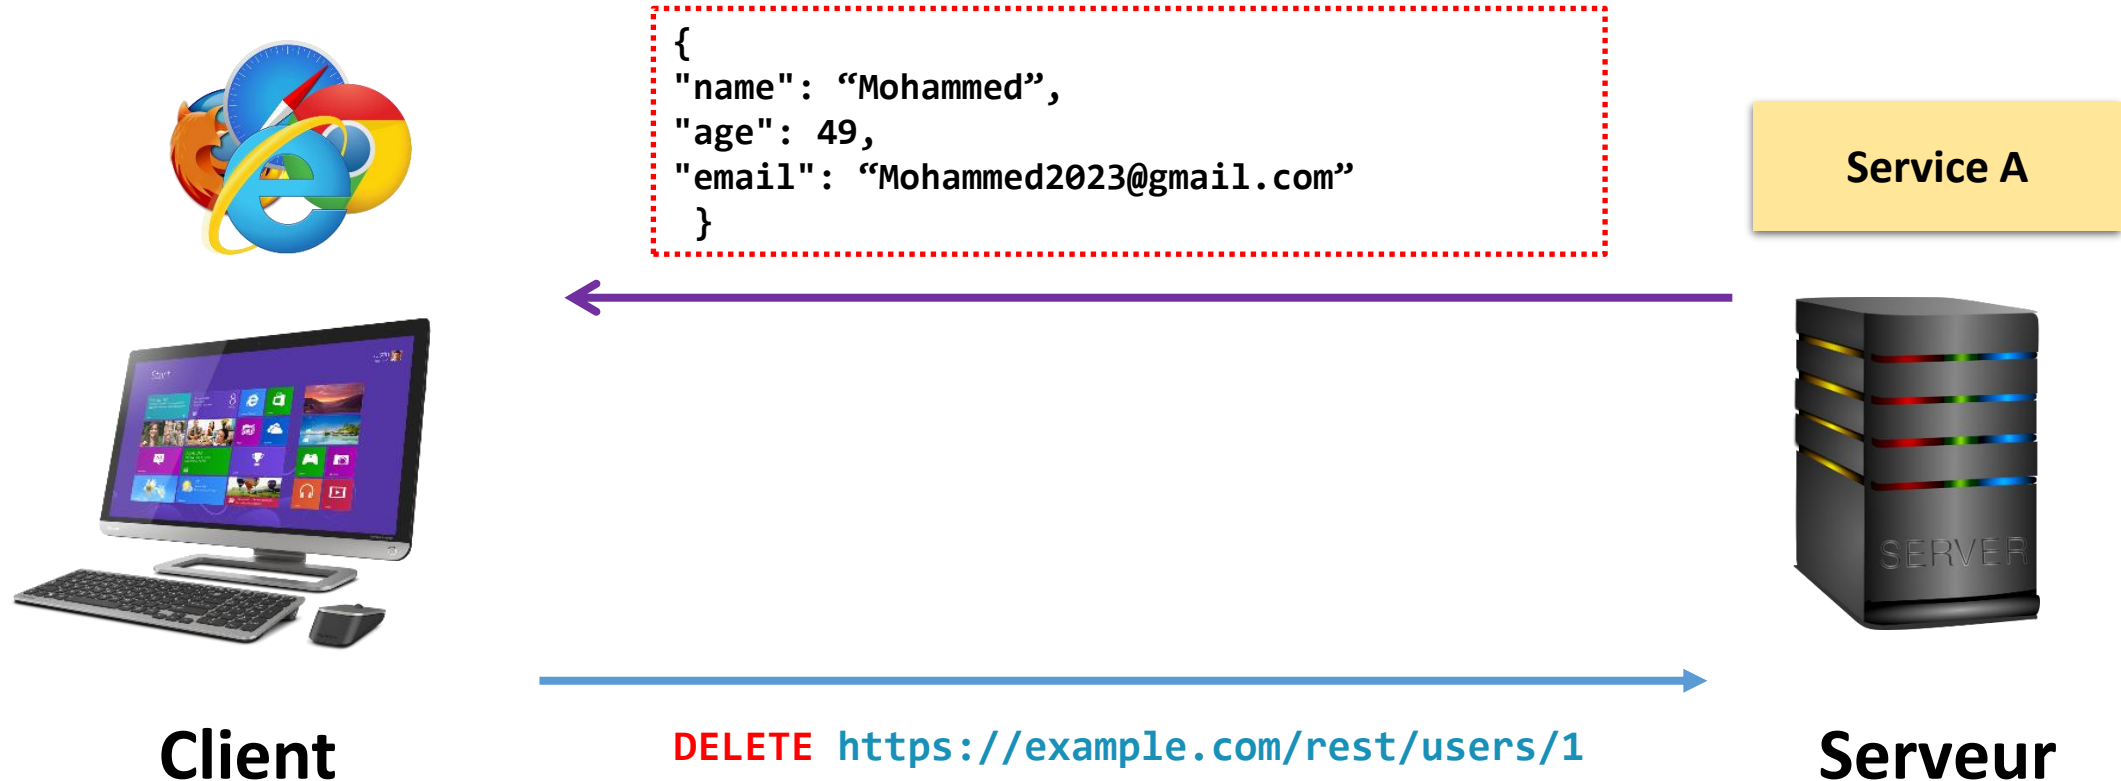 {
"name": “Mohammed”,
"age": 49,
"email": “Mohammed2023@gmail.com”
}
Service A
Start
SERVER
DELETE https://example.com/rest/users/1
Client
Serveur